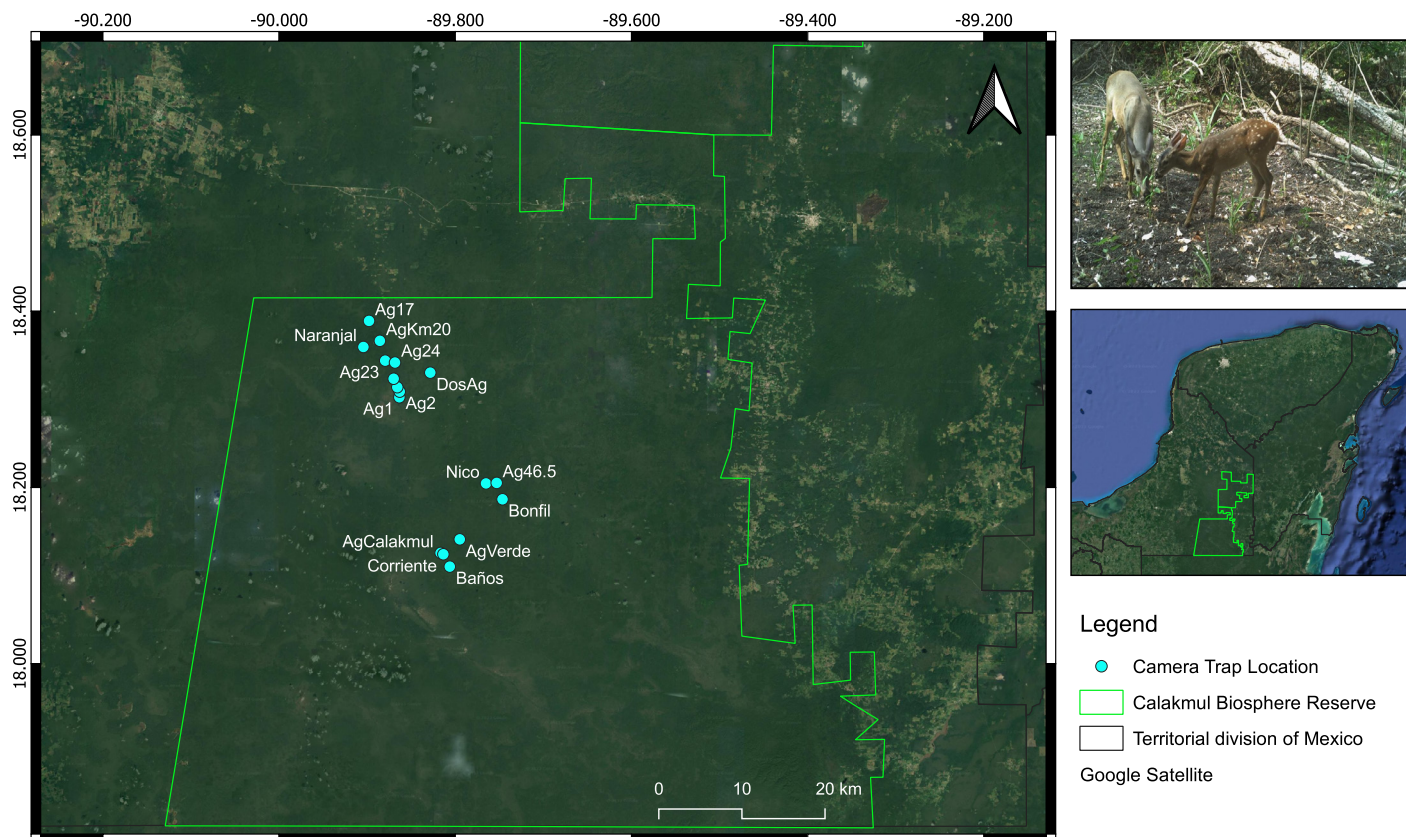 -90.200
-90.000
-89.800
-89.600
-89.400
-89.200
18.600
18.400
18.200
18.000
Ag17
AgKm20
Naranjal
Ag24
Ag23
DosAg
Ag1
Ag2
Nico
Ag46.5
Bonfil
AgCalakmul
AgVerde
Corriente
Baños
0 10 20 km
Legend
Camera Trap Location
Calakmul Biosphere Reserve
Territorial division of Mexico
Google Satellite